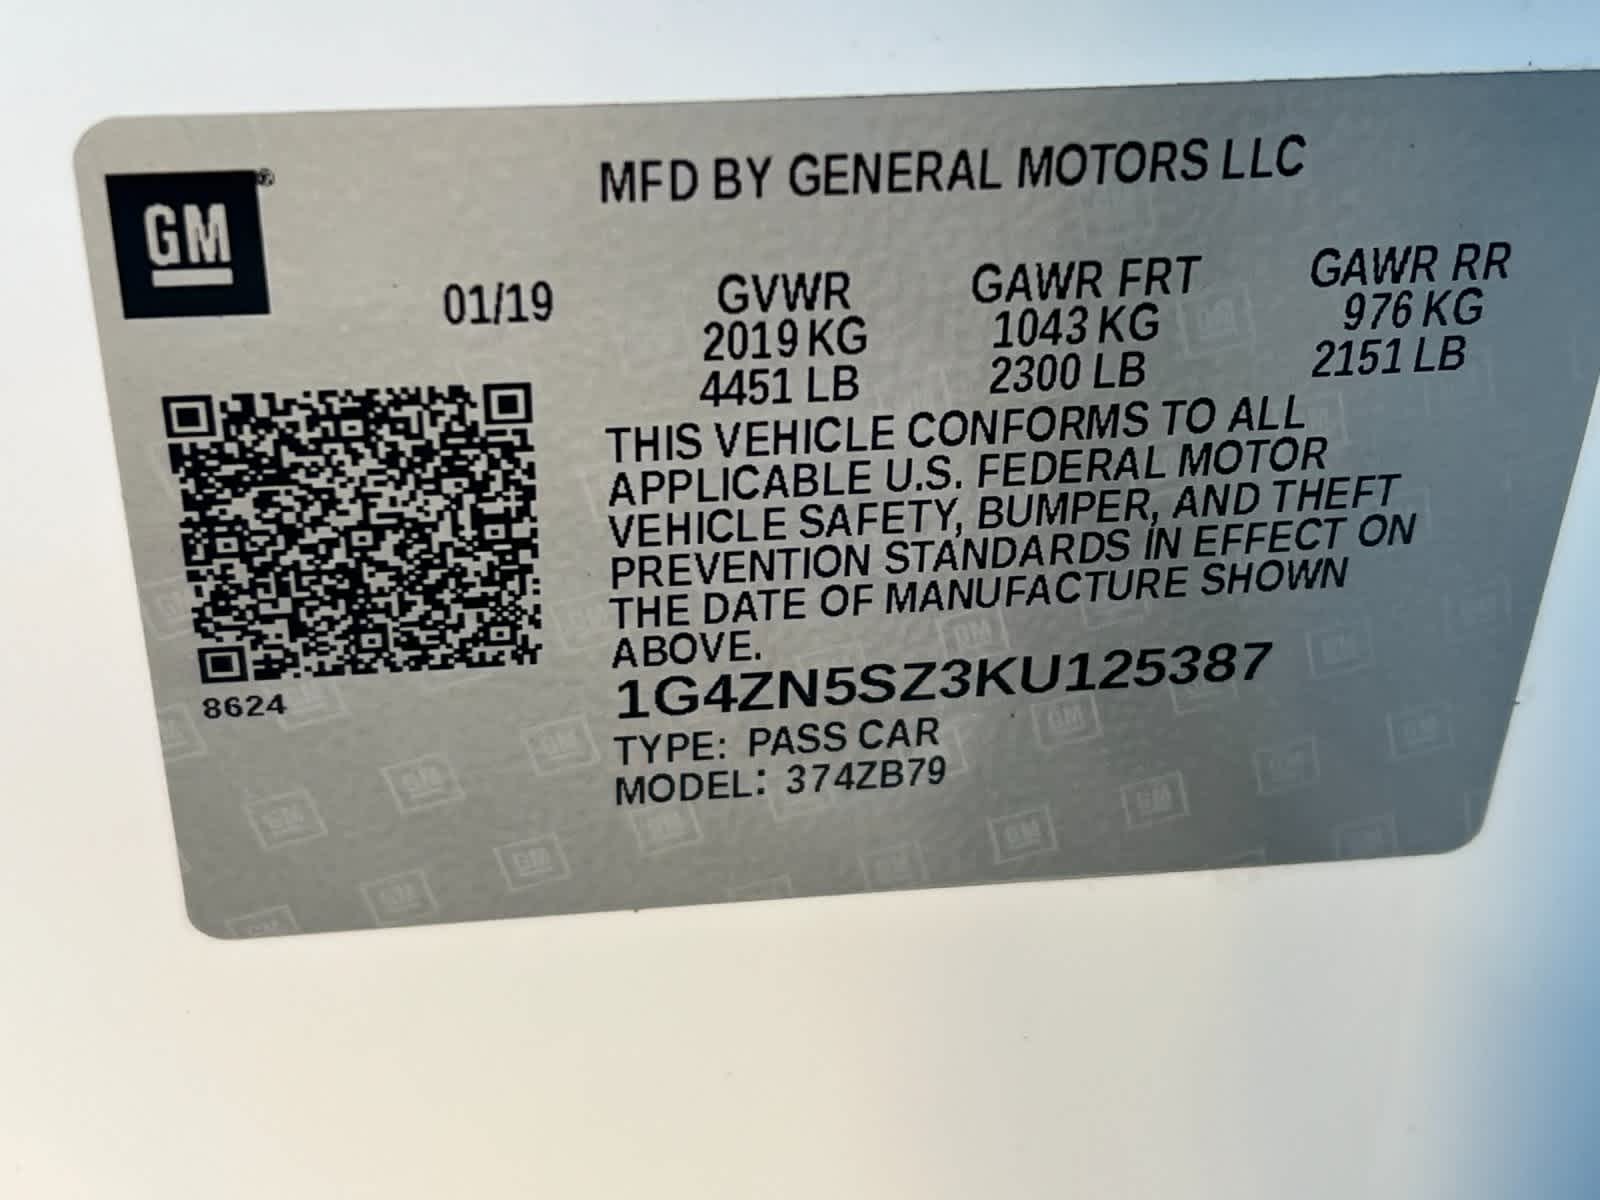 MFD BY GENERAL MOTORS LLC
GM
01/19
GVWR
2019 KG
4451 LB
GAWR FRT
1043 KG
2300 LB
GAWR RR
976 KG
2151 LB
THIS VEHICLE CONFORMS TO ALL
APPLICABLE U.S. FEDERAL MOTOR
VEHICLE SAFETY, BUMPER, AND THEFT
PREVENTION STANDARDS IN EFFECT ON
THE DATE OF MANUFACTURE SHOWN
ABOVE.
1G4ZN5SZ3KU125387
8624
TYPE: PASS CAR
MODEL: 374ZB79